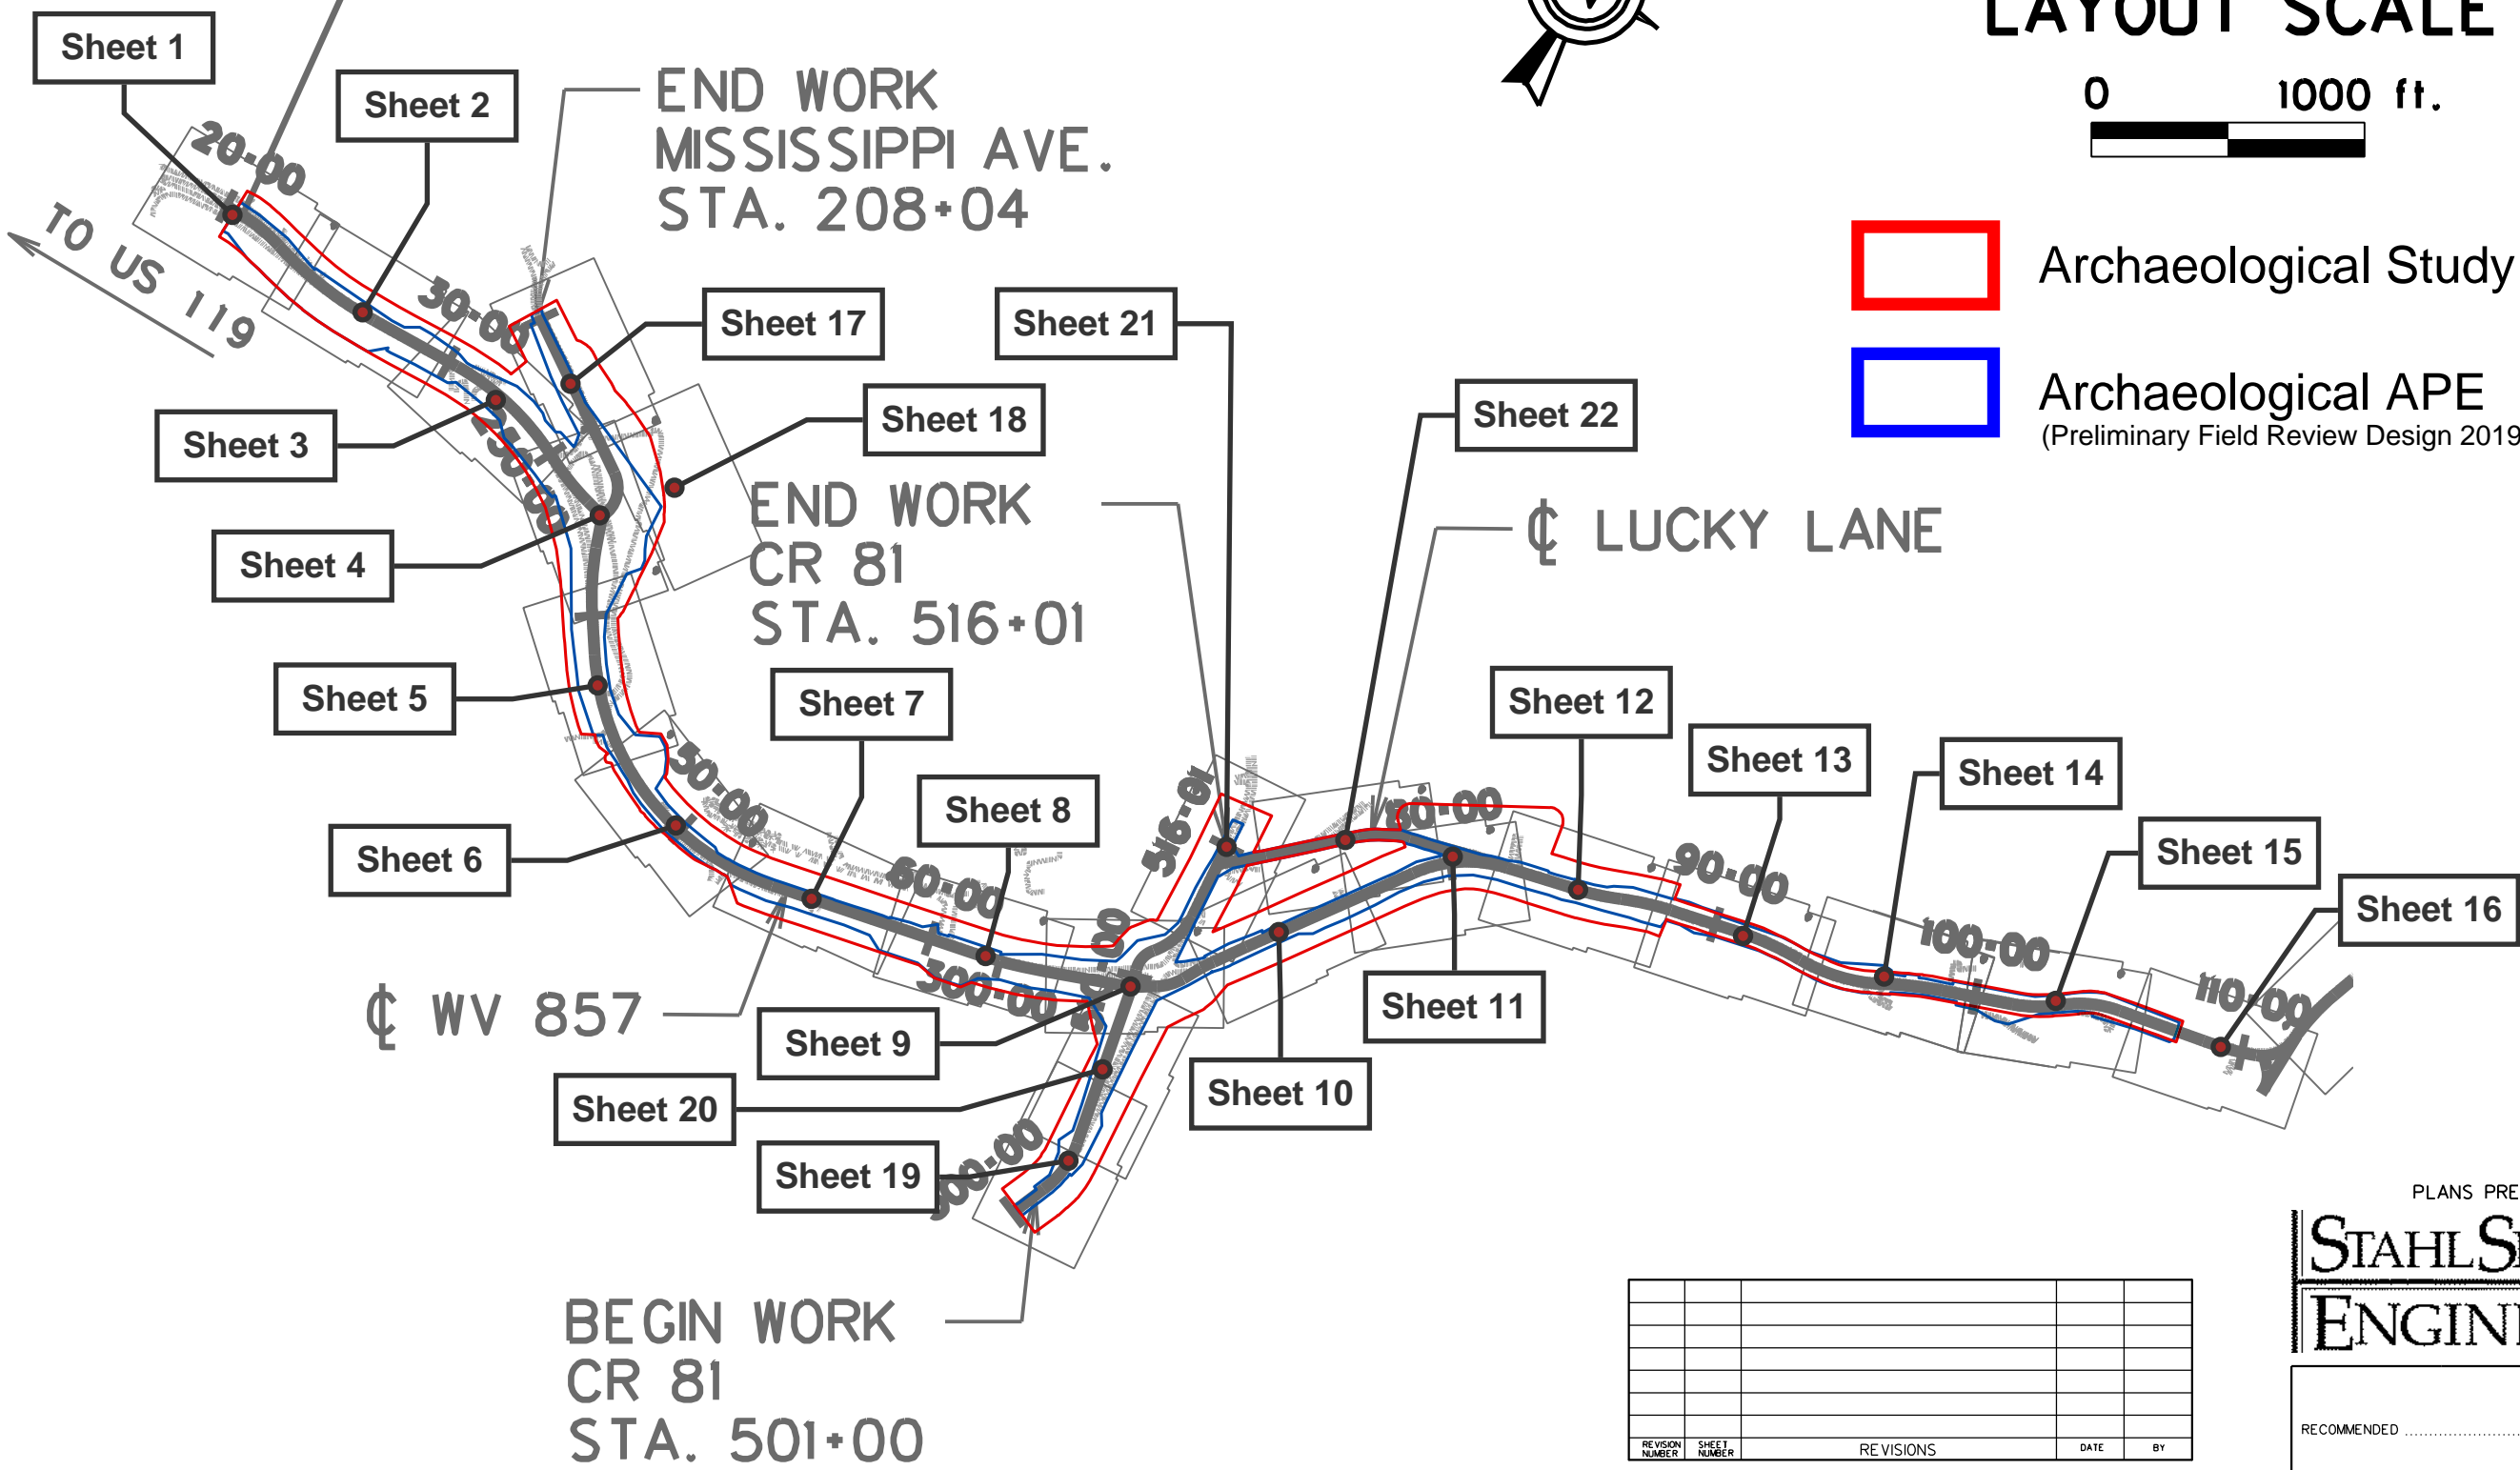 LAYOUT SCALE
0 1000 ft.
Sheet 1
Sheet 2
20+00
TO US 119
END WORK
MISSISSIPPI AVE.
STA. 208+04
30+00
Sheet 17
Sheet 21
Archaeological Study
Archaeological APE
(Preliminary Field Review Design 2019
Sheet 3
Sheet 18
Sheet 22
END WORK
CR 81
STA. 516+01
℄ LUCKY LANE
Sheet 4
Sheet 5
Sheet 7
Sheet 12
Sheet 13
Sheet 14
50+00
Sheet 8
516+01
80+00
Sheet 6
60+00
90+00
Sheet 15
Sheet 16
100+00
110+00
℄ WV 857
Sheet 9
Sheet 11
Sheet 10
Sheet 20
Sheet 19
BEGIN WORK
CR 81
STA. 501+00
REVISION NUMBER
SHEET NUMBER
REVISIONS
DATE
BY
RECOMMENDED